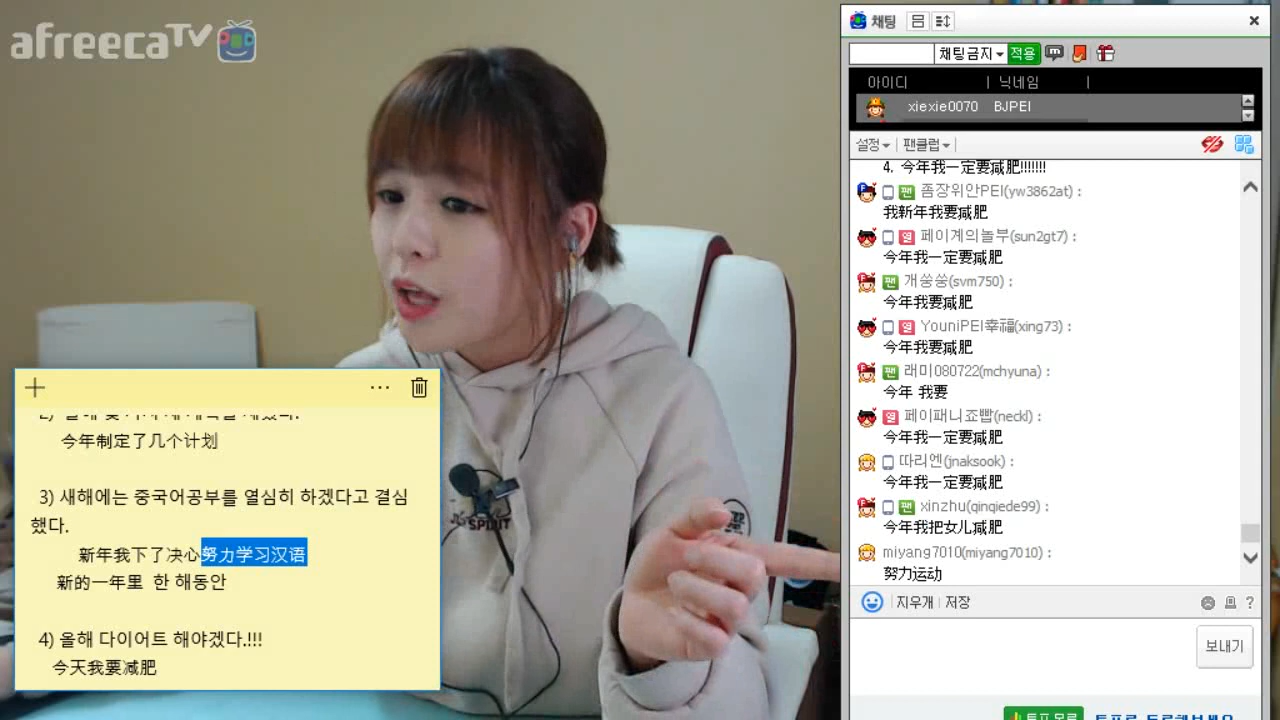 afreecaTV
채팅
채팅금지
적용
아이디 | 닉네임 |
xiexie0070 BJPEI
설정 | 팬클럽 |
4. 今年我一定要减肥!!!!!!!
팬 좀장위안PEI(yw3862at) :
我新年我要减肥
열 페이계의놀부(sun2gt7) :
今年我一定要减肥
팬 개쑹쑹(svm750) :
今年我要减肥
열 YouniPEI幸福(xing73) :
今年我要减肥
팬 래미080722(mchyuna) :
今年 我要
열 페이패니죠빱(neckl) :
今年我一定要减肥
따리엔(jnaksook) :
今年我一定要减肥
팬 xinzhu(qinqiede99) :
今年我把女儿减肥
miyang7010(miyang7010) :
努力运动
지우개 | 저장
?
보내기
今年制定了几个计划
3) 새해에는 중국어공부를 열심히 하겠다고 결심
했다.
新年我下了决心努力学习汉语
新的一年里 한 해동안
4) 올해 다이어트 해야겠다.!!!
今天我要减肥
SPIRIT